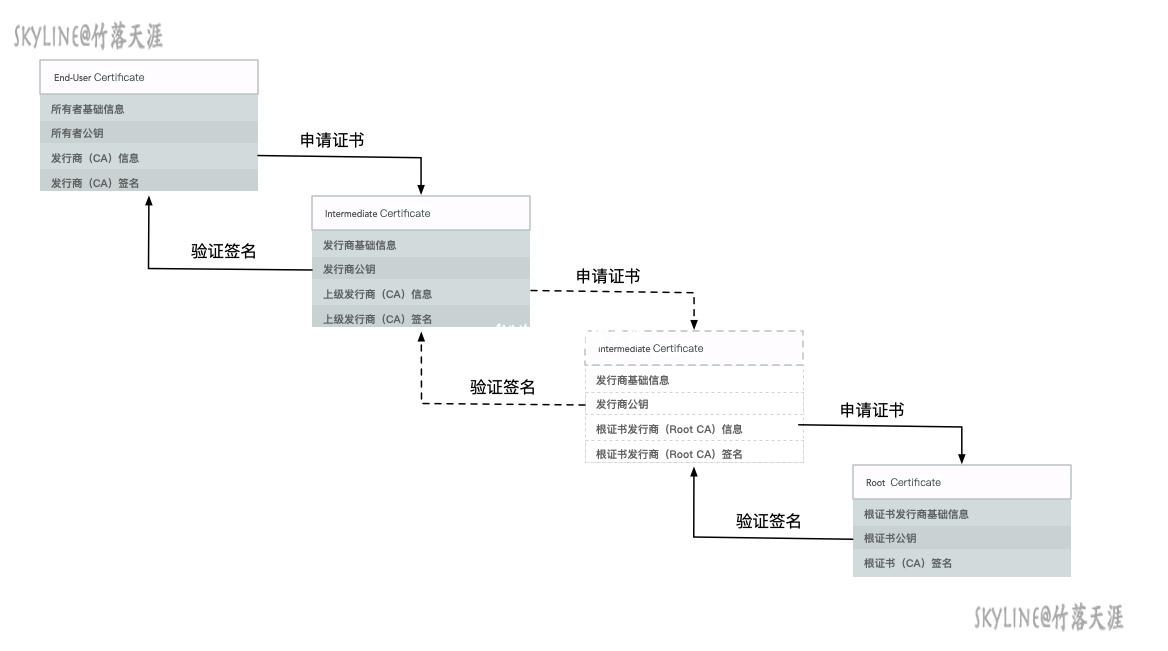 SKYLINE@竹落天涯
End-User Certificate
所有者基础信息
所有者公钥
发行商（CA）信息
发行商（CA）签名
申请证书
验证签名
Intermediate Certificate
发行商基础信息
发行商公钥
上级发行商（CA）信息
上级发行商（CA）签名
申请证书
验证签名
Intermediate Certificate
发行商基础信息
发行商公钥
根证书发行商（Root CA）信息
根证书发行商（Root CA）签名
申请证书
验证签名
Root Certificate
根证书发行商基础信息
根证书公钥
根证书（CA）签名
SKYLINE@竹落天涯